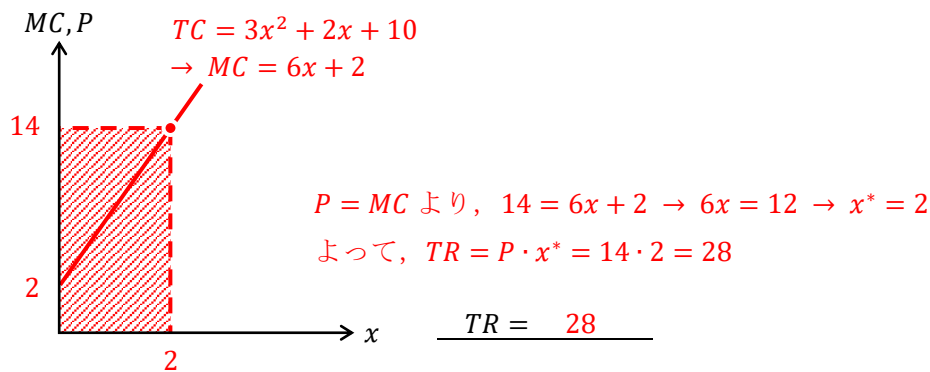 MC, P
TC = 3x² + 2x + 10
→ MC = 6x + 2
14
P = MC より, 14 = 6x + 2 → 6x = 12 → x* = 2
よって, TR = P · x* = 14 · 2 = 28
2
TR = 28
x
2